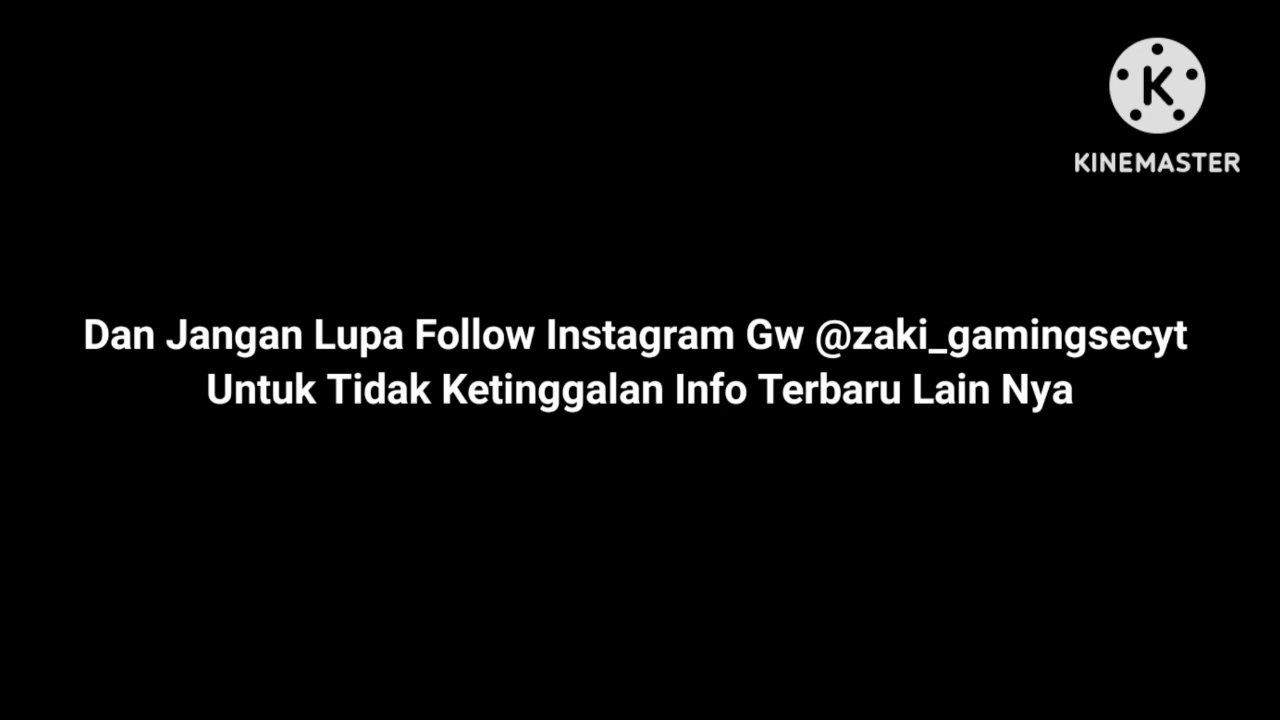 K
KINEMASTER
Dan Jangan Lupa Follow Instagram Gw @zaki_gamingsecyt
Untuk Tidak Ketinggalan Info Terbaru Lain Nya